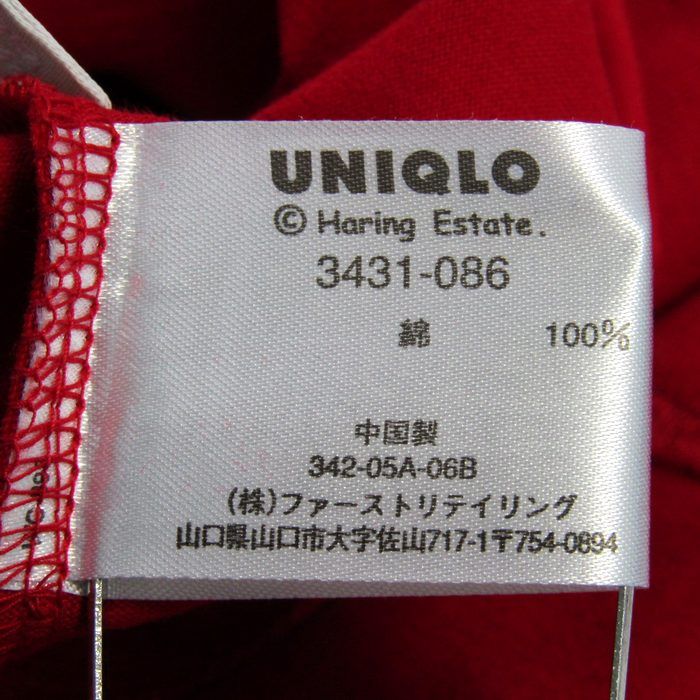 UNIQLO
© Haring Estate.
3431-086
綿 100%
中国製
342-05A-06B
(株)ファーストリテイリング
山口県山口市大字佐山717-1〒754-0894